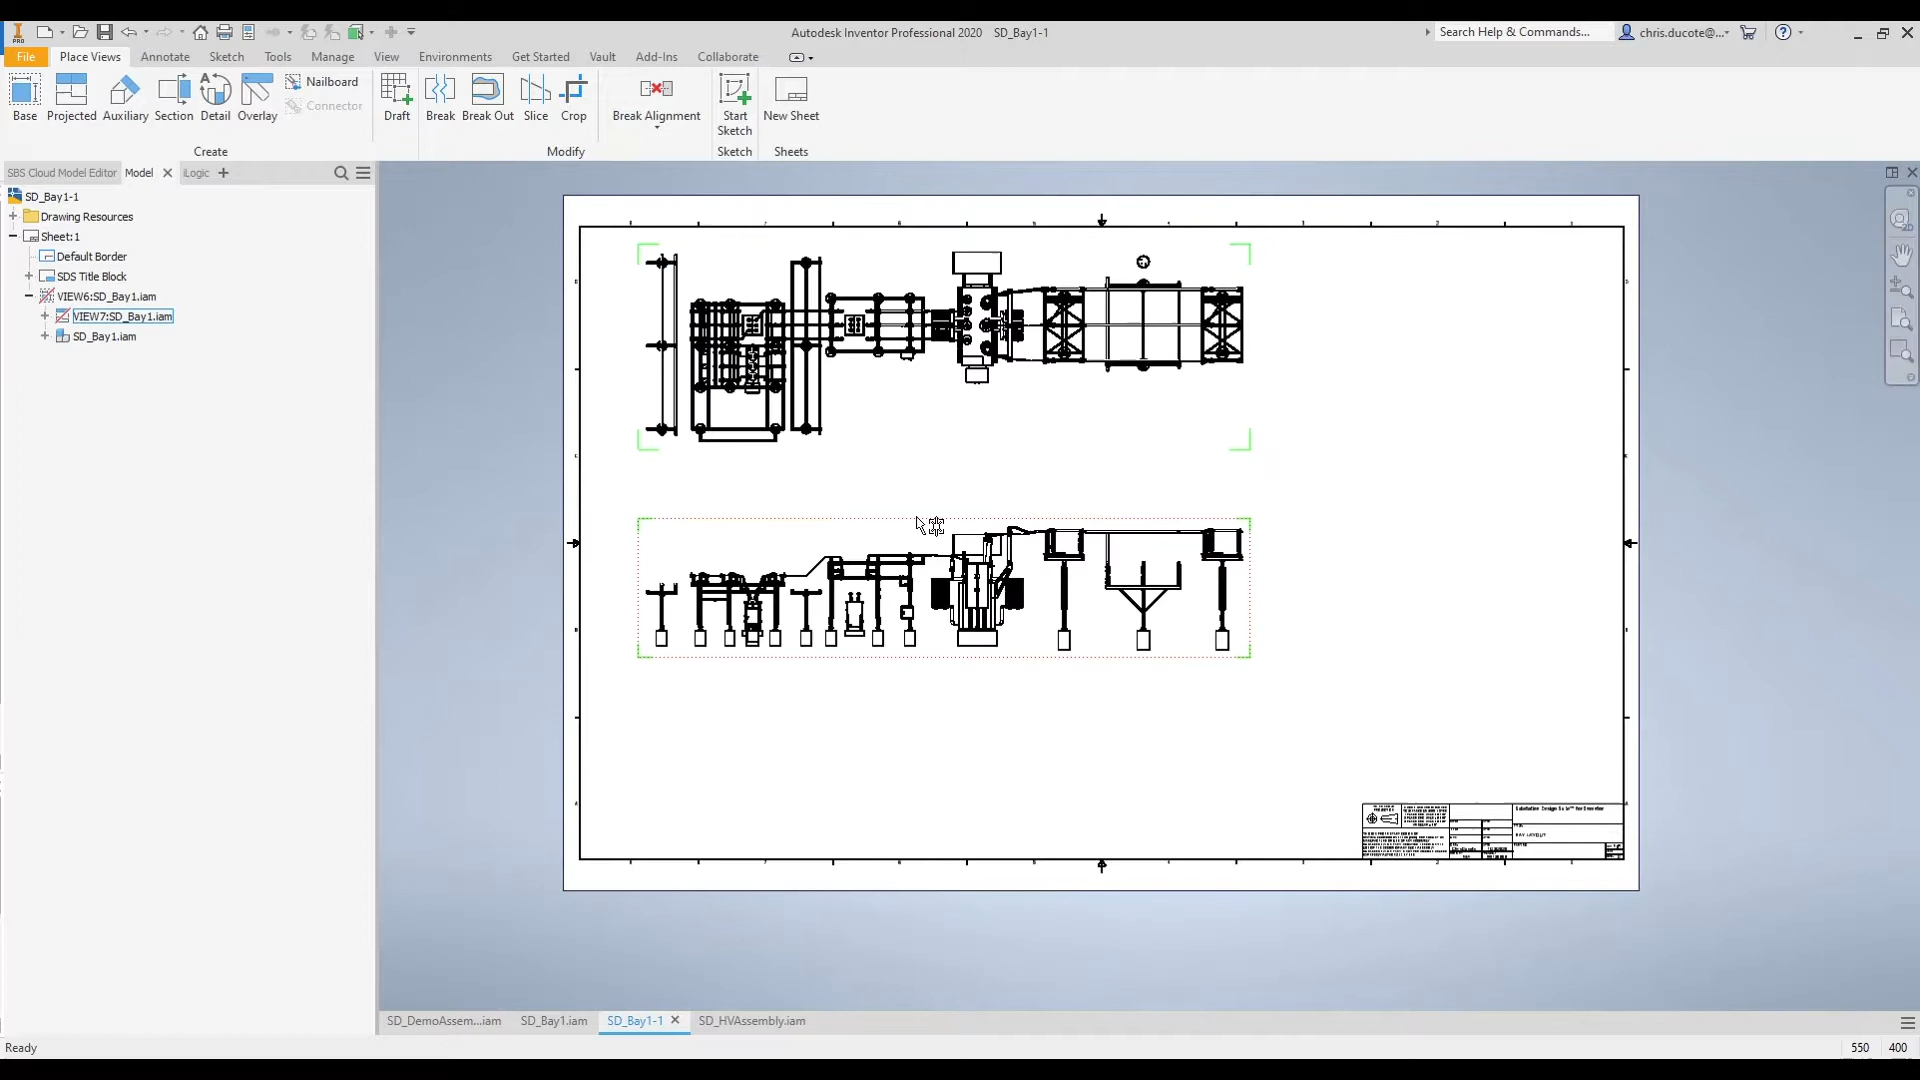 Autodesk Inventor Professional 2020 SD_Bay1-1
Search Help & Commands...
chris.ducote@...
File
Place Views
Annotate
Sketch
Tools
Manage
View
Environments
Get Started
Vault
Add-Ins
Collaborate
Base
Projected
Auxiliary
Section
Detail
Overlay
Nailboard
Connector
Draft
Break
Break Out
Slice
Crop
Break Alignment
Start
Sketch
New Sheet
Create
Modify
Sketch
Sheets
SBS Cloud Model Editor
Model
iLogic
SD_Bay1-1
Drawing Resources
Sheet:1
Default Border
SDS Title Block
VIEW6:SD_Bay1.iam
VIEW7:SD_Bay1.iam
SD_Bay1.iam
BAY LAYOUT
SD_DemoAssem...iam
SD_Bay1.iam
SD_Bay1-1
SD_HVAssembly.iam
Ready
550
400